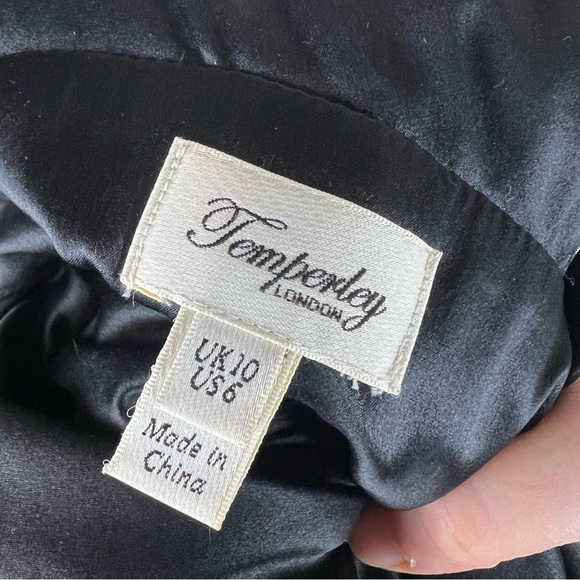 Temperley
LONDON
UK10
US6
Made in
China